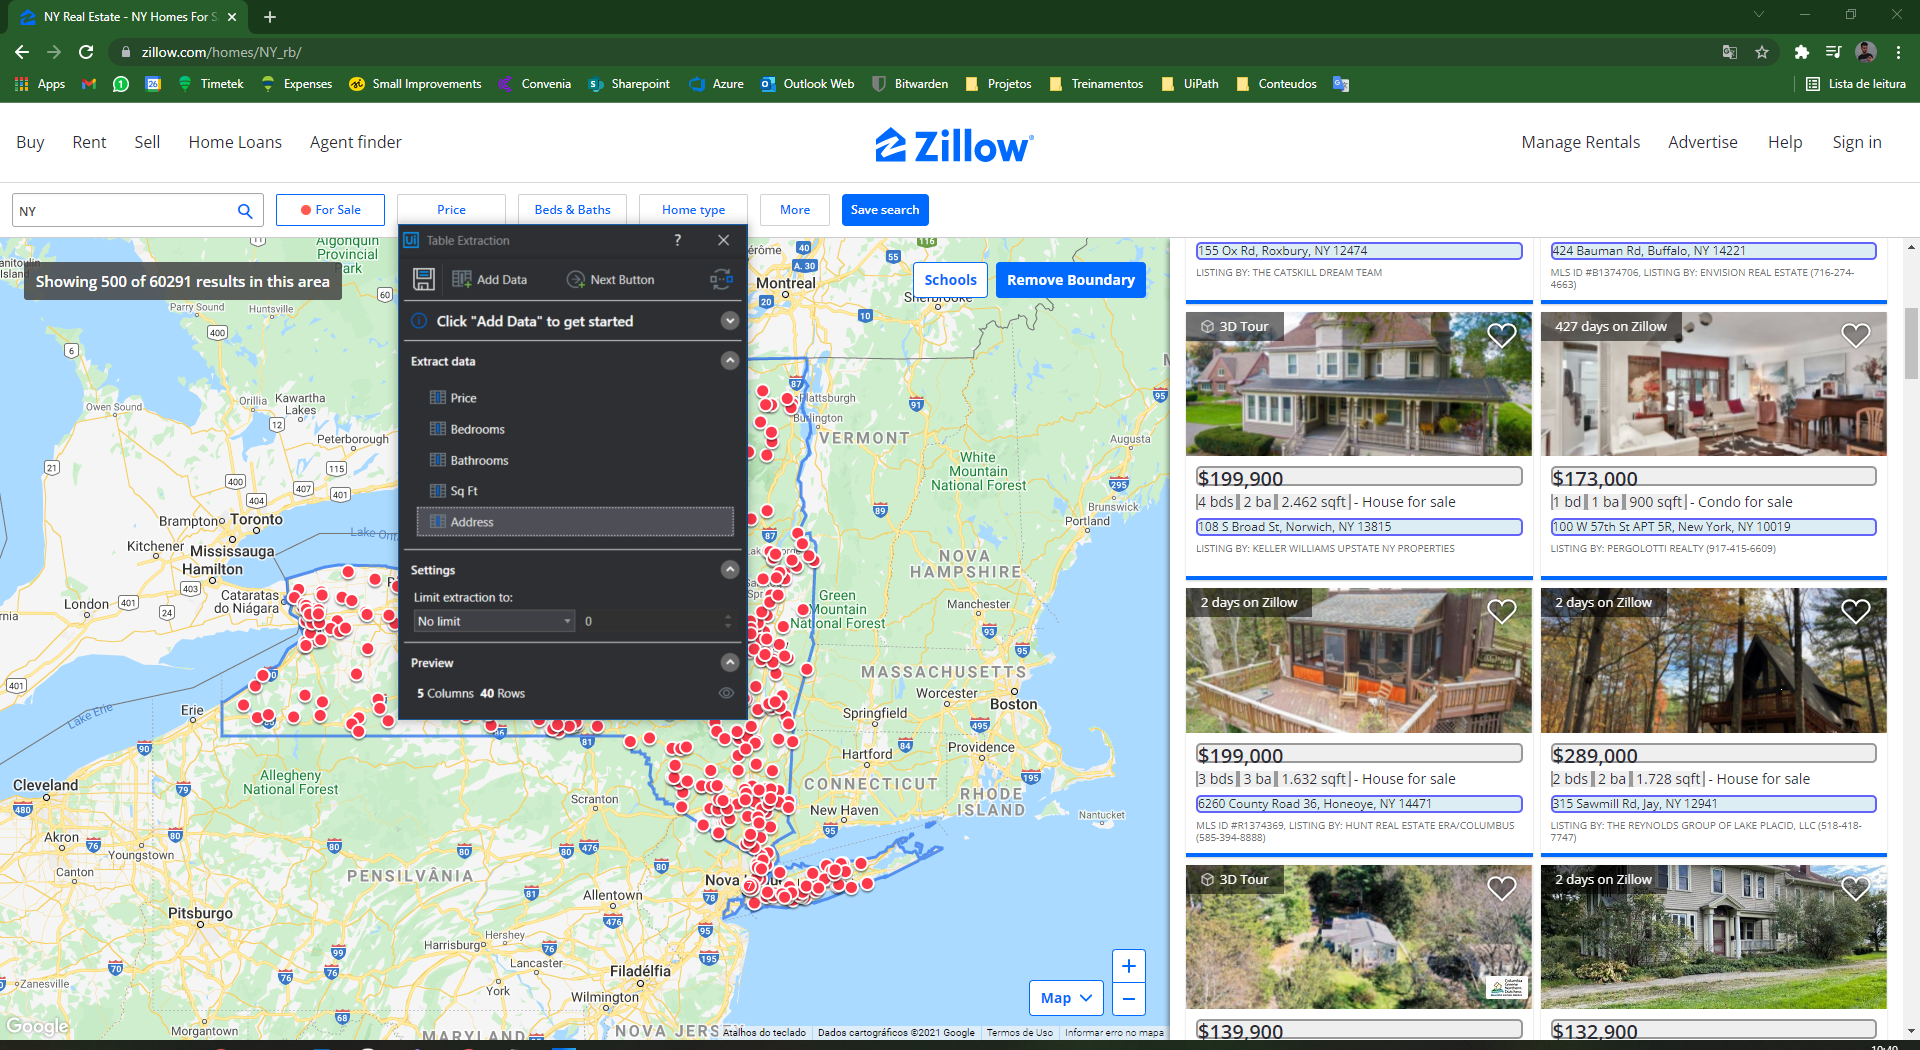 NY Real Estate - NY Homes For S
zillow.com/homes/NY_rb/
Apps
1
26
Timetek
Expenses
Small Improvements
Convenia
Sharepoint
Azure
Outlook Web
Bitwarden
Projetos
Treinamentos
UiPath
Conteudos
Lista de leitura
Buy
Rent
Sell
Home Loans
Agent finder
Zillow
Manage Rentals
Advertise
Help
Sign in
NY
For Sale
Price
Beds & Baths
Home type
More
Save search
Showing 500 of 60291 results in this area
Schools
Remove Boundary
Ui Table Extraction
?
Add Data
Next Button
Click "Add Data" to get started
Extract data
Price
Bedrooms
Bathrooms
Sq Ft
Address
Settings
Limit extraction to:
No limit
0
Preview
5 Columns 40 Rows
Algonquin
Provincial
Park
Parry Sound
Huntsville
Owen Sound
Orillia
Kawartha
Lakes
Peterborough
Brampton
Toronto
Kitchener
Mississauga
Hamilton
Lake Ont
London
Cataratas
do Niágara
Lake Erie
Erie
Cleveland
Akron
Youngstown
Canton
Allegheny
National Forest
PENSILVÂNIA
Pitsburgo
Scranton
Allentown
Harrisburg
Hershey
Lancaster
York
Filadélfia
Wilmington
Zanesville
Morgantown
MARYLAND
NOVA JERS
Montreal
Sherbrooke
Plattsburgh
Burlington
VERMONT
White
Mountain
National Forest
Augusta
Brunswick
Portland
NOVA
HAMPSHIRE
Green
Mountain
National Forest
Manchester
MASSACHUSETTS
Worcester
Boston
Springfield
Hartford
Providence
CONNECTICUT
RHODE
ISLAND
New Haven
Nantucket
Map
+
−
Google
Atalhos do teclado
Dados cartográficos ©2021 Google
Termos de Uso
Informar erro no mapa
155 Ox Rd, Roxbury, NY 12474
LISTING BY: THE CATSKILL DREAM TEAM
424 Bauman Rd, Buffalo, NY 14221
MLS ID #B1374706, LISTING BY: ENVISION REAL ESTATE (716-274-
4663)
3D Tour
$199,900
4 bds 2 ba 2.462 sqft - House for sale
108 S Broad St, Norwich, NY 13815
LISTING BY: KELLER WILLIAMS UPSTATE NY PROPERTIES
427 days on Zillow
$173,000
1 bd 1 ba 900 sqft - Condo for sale
100 W 57th St APT 5R, New York, NY 10019
LISTING BY: PERGOLOTTI REALTY (917-415-6609)
2 days on Zillow
$199,000
3 bds 3 ba 1.632 sqft - House for sale
6260 County Road 36, Honeoye, NY 14471
MLS ID #R1374369, LISTING BY: HUNT REAL ESTATE ERA/COLUMBUS
(585-394-8888)
2 days on Zillow
$289,000
2 bds 2 ba 1.728 sqft - House for sale
315 Sawmill Rd, Jay, NY 12941
LISTING BY: THE REYNOLDS GROUP OF LAKE PLACID, LLC (518-418-
7747)
3D Tour
$139,900
2 days on Zillow
$132,900